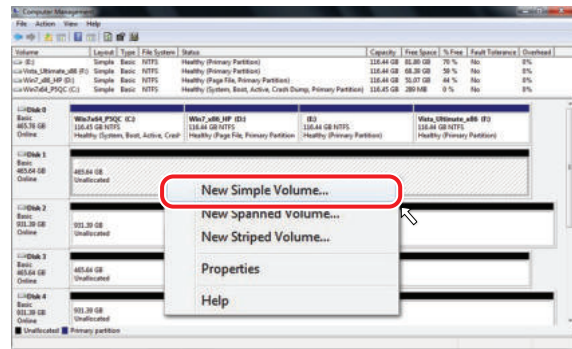 Computer Management
File Action View Help
Volume Layout Type File System Status Capacity Free Space % Free Fault Tolerance Overhead
(E:) Simple Basic NTFS Healthy (Primary Partition) 116.44 GB 81.80 GB 70 % No 0%
Vista_Ultimate_x86 (F:) Simple Basic NTFS Healthy (Primary Partition) 116.44 GB 68.39 GB 59 % No 0%
Win7_x86_HP (D:) Simple Basic NTFS Healthy (Page File, Primary Partition) 116.44 GB 51.07 GB 44 % No 0%
Win7x64_PSQC (C:) Simple Basic NTFS Healthy (System, Boot, Active, Crash Dump, Primary Partition) 116.45 GB 280 MB 0 % No 0%
Disk 0
Basic
465.76 GB
Online
Win7x64_PSQC (C:)
116.45 GB NTFS
Healthy (System, Boot, Active, Crash
Win7_x86_HP (D:)
116.44 GB NTFS
Healthy (Page File, Primary Partition
(E:)
116.44 GB NTFS
Healthy (Primary Partition)
Vista_Ultimate_x86 (F:)
116.44 GB NTFS
Healthy (Primary Partition)
Disk 1
Basic
465.64 GB
Online
465.64 GB
Unallocated
New Simple Volume...
New Spanned Volume...
New Striped Volume...
Properties
Help
Disk 2
Basic
931.39 GB
Online
931.39 GB
Unallocated
Disk 3
Basic
465.64 GB
Online
465.64 GB
Unallocated
Disk 4
Basic
931.39 GB
Online
931.39 GB
Unallocated
Unallocated Primary partition